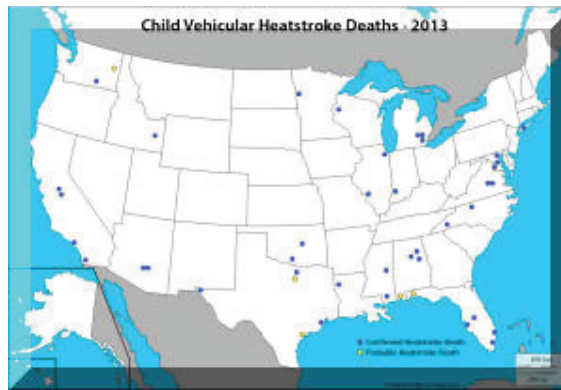 Child Vehicular Heatstroke Deaths - 2013
Confirmed Heatstroke Death
Probable Heatstroke Death